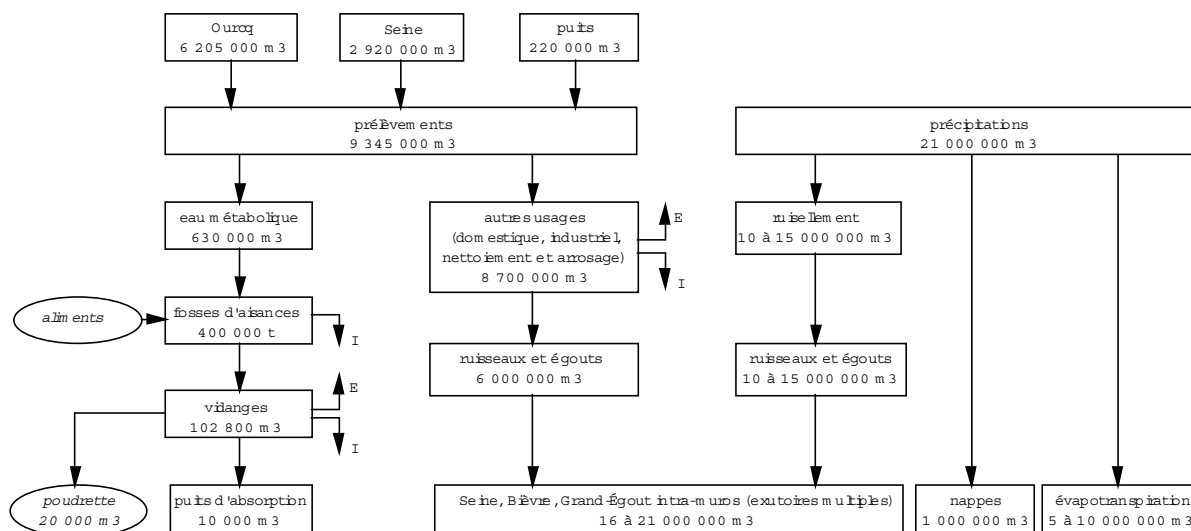 Ourcq
6 205 000 m3
Seine
2 920 000 m3
puits
220 000 m3
prélèvements
9 345 000 m3
précipitations
21 000 000 m3
eau métabolique
630 000 m3
autres usages
(domestique, industriel,
nettoiement et arrosage)
8 700 000 m3
E
I
ruisellement
10 à 15 000 000 m3
aliments
fosses d'aisances
400 000 t
I
ruisseaux et égouts
6 000 000 m3
ruisseaux et égouts
10 à 15 000 000 m3
vidanges
102 800 m3
E
I
poudrette
20 000 m3
puits d'absorption
10 000 m3
Seine, Bièvre, Grand-Égout intra-muros (exutoires multiples)
16 à 21 000 000 m3
nappes
1 000 000 m3
évapotranspiration
5 à 10 000 000 m3